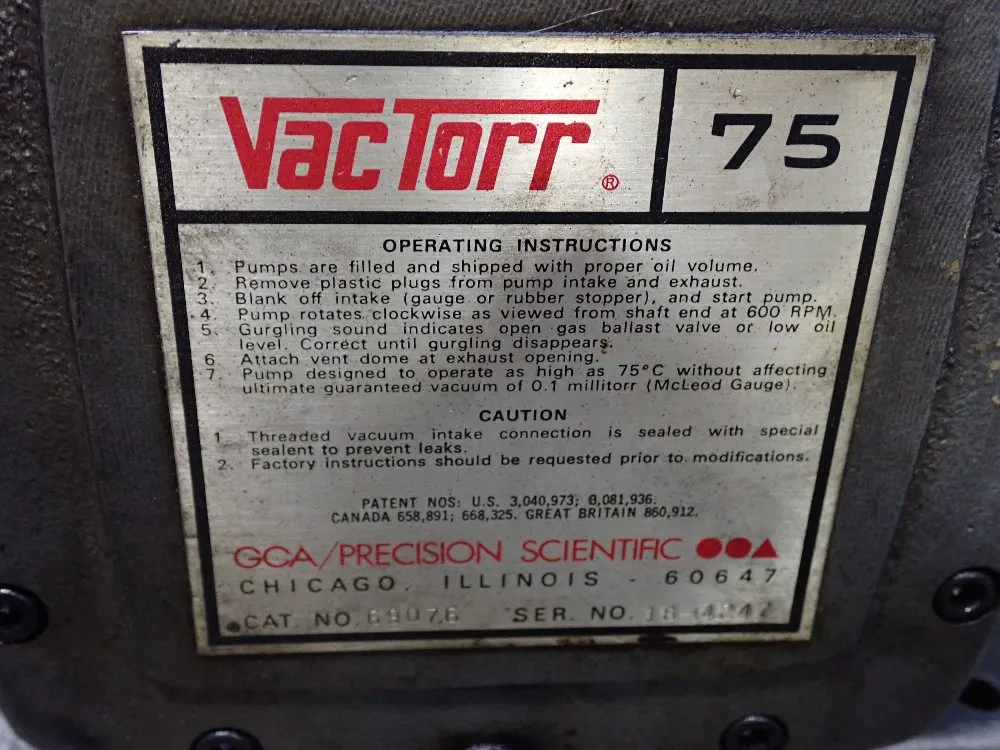 VacTorr ® 75
OPERATING INSTRUCTIONS
1. Pumps are filled and shipped with proper oil volume.
2. Remove plastic plugs from pump intake and exhaust.
3. Blank off intake (gauge or rubber stopper), and start pump.
4. Pump rotates clockwise as viewed from shaft end at 600 RPM.
5. Gurgling sound indicates open gas ballast valve or low oil
level. Correct until gurgling disappears.
6. Attach vent dome at exhaust opening.
7. Pump designed to operate as high as 75°C without affecting
ultimate guaranteed vacuum of 0.1 millitorr (McLeod Gauge).
CAUTION
1. Threaded vacuum intake connection is sealed with special
sealent to prevent leaks.
2. Factory instructions should be requested prior to modifications.
PATENT NOS: U.S. 3,040,973; 3,081,936;
CANADA 658,891; 668,325. GREAT BRITAIN 860,912.
GCA/PRECISION SCIENTIFIC
CHICAGO, ILLINOIS - 60647
CAT. NO. 69076 SER. NO.